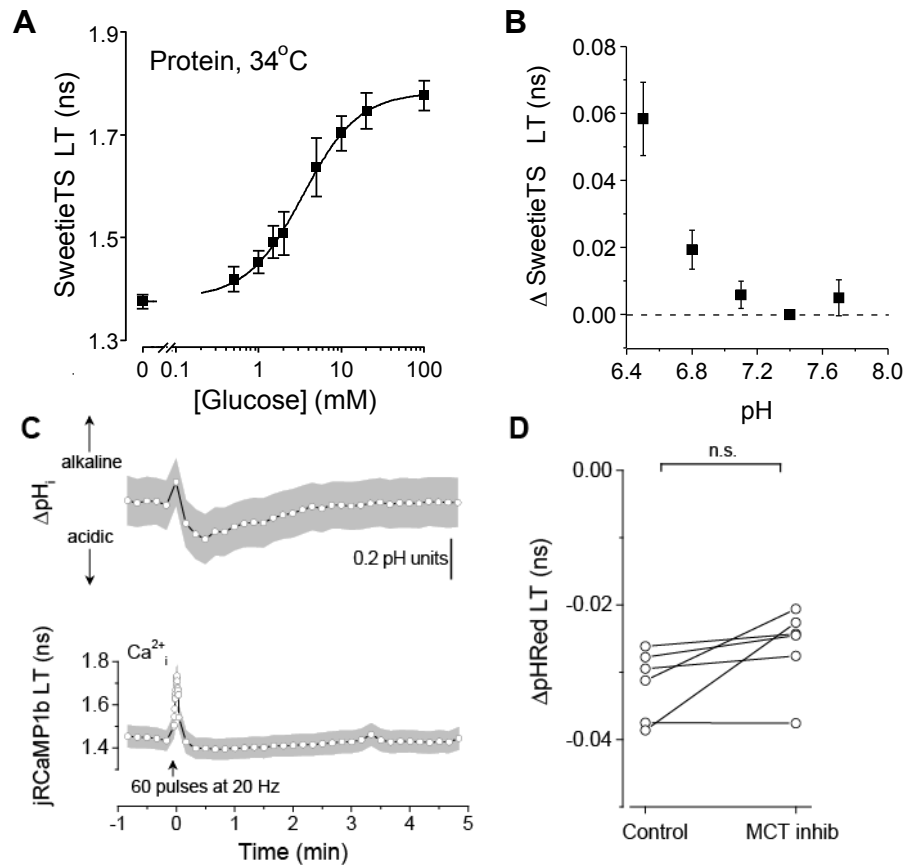 A
SweetieTS LT (ns)
1.9
1.7
1.5
1.3
Protein, 34°C
0 0.1 1 10 100
[Glucose] (mM)
B
Δ SweetieTS LT (ns)
0.08
0.06
0.04
0.02
0.00
6.4 6.8 7.2 7.6 8.0
pH
C
alkaline
ΔpHi
acidic
0.2 pH units
jRCaMP1b LT (ns)
1.8
1.6
1.4
Ca2+i
60 pulses at 20 Hz
-1 0 1 2 3 4 5
Time (min)
D
n.s.
ΔpHRed LT (ns)
0.00
-0.02
-0.04
Control MCT inhib